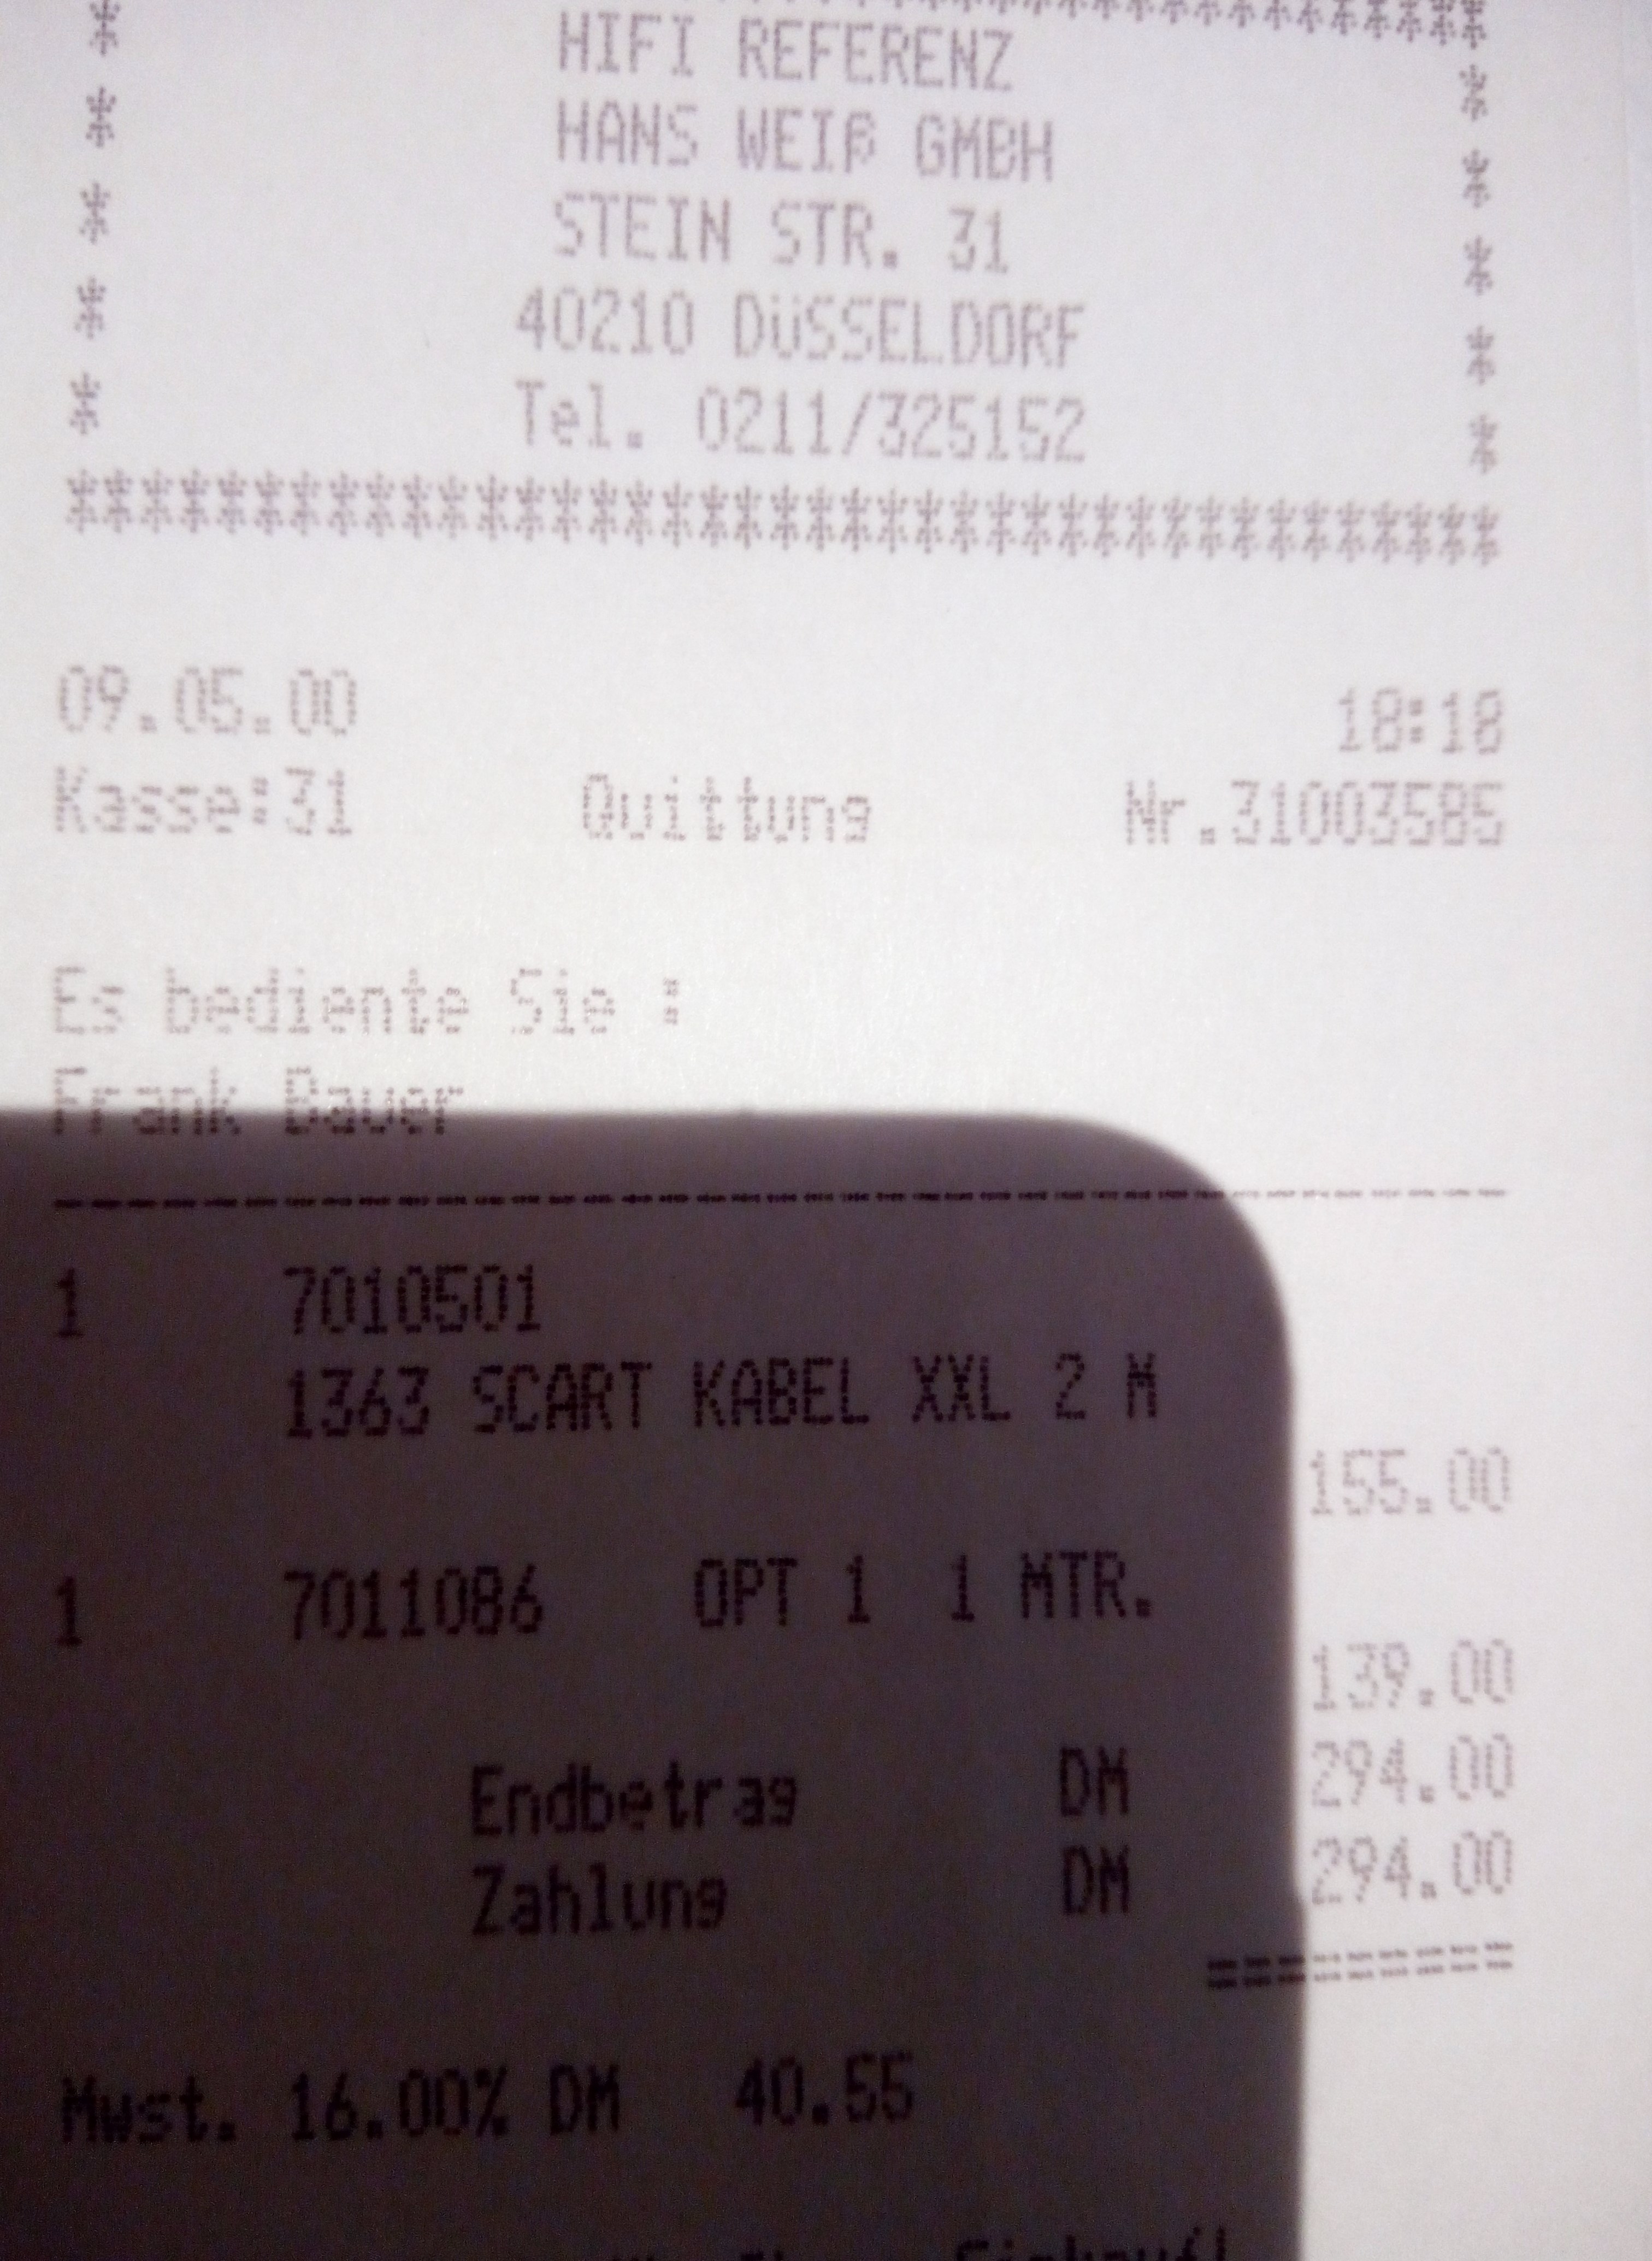 **************************************
* HIFI REFERENZ *
* HANS WEIß GMBH *
* STEIN STR. 31 *
* 40210 DüSSELDORF *
* Tel. 0211/325152 *
***************************************
09.05.00 18:18
Kasse:31 Quittung Nr.31003585
Es bediente Sie :
Frank Bauer
----------------------------------------
1 7010501
1363 SCART KABEL XXL 2 M
155.00
1 7011086 OPT 1 1 MTR.
139.00
Endbetrag DM 294.00
Zahlung DM 294.00
========
Mwst. 16.00% DM 40.55